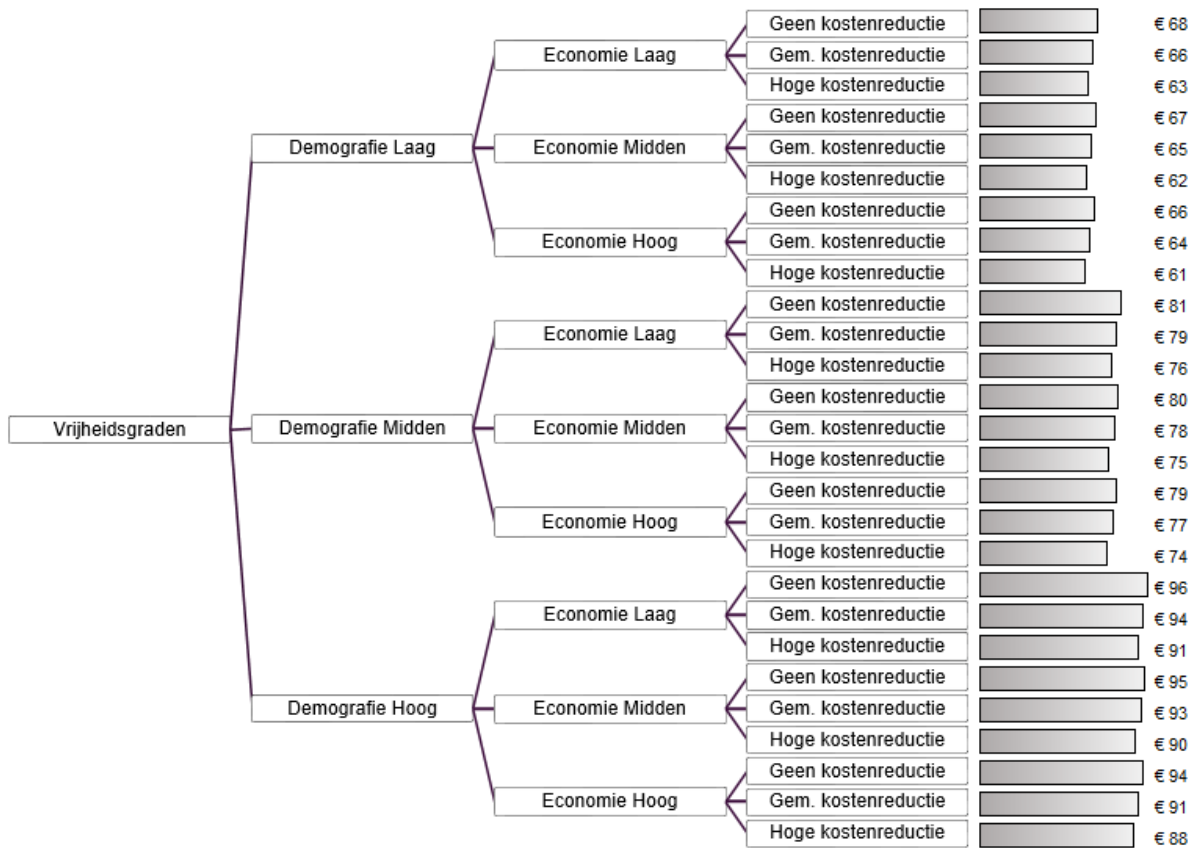 Geen kostenreductie € 68
Economie Laag Gem. kostenreductie € 66
Hoge kostenreductie € 63
Geen kostenreductie € 67
Demografie Laag Economie Midden Gem. kostenreductie € 65
Hoge kostenreductie € 62
Geen kostenreductie € 66
Economie Hoog Gem. kostenreductie € 64
Hoge kostenreductie € 61
Geen kostenreductie € 81
Economie Laag Gem. kostenreductie € 79
Hoge kostenreductie € 76
Geen kostenreductie € 80
Vrijheidsgraden Demografie Midden Economie Midden Gem. kostenreductie € 78
Hoge kostenreductie € 75
Geen kostenreductie € 79
Economie Hoog Gem. kostenreductie € 77
Hoge kostenreductie € 74
Geen kostenreductie € 96
Economie Laag Gem. kostenreductie € 94
Hoge kostenreductie € 91
Geen kostenreductie € 95
Demografie Hoog Economie Midden Gem. kostenreductie € 93
Hoge kostenreductie € 90
Geen kostenreductie € 94
Economie Hoog Gem. kostenreductie € 91
Hoge kostenreductie € 88